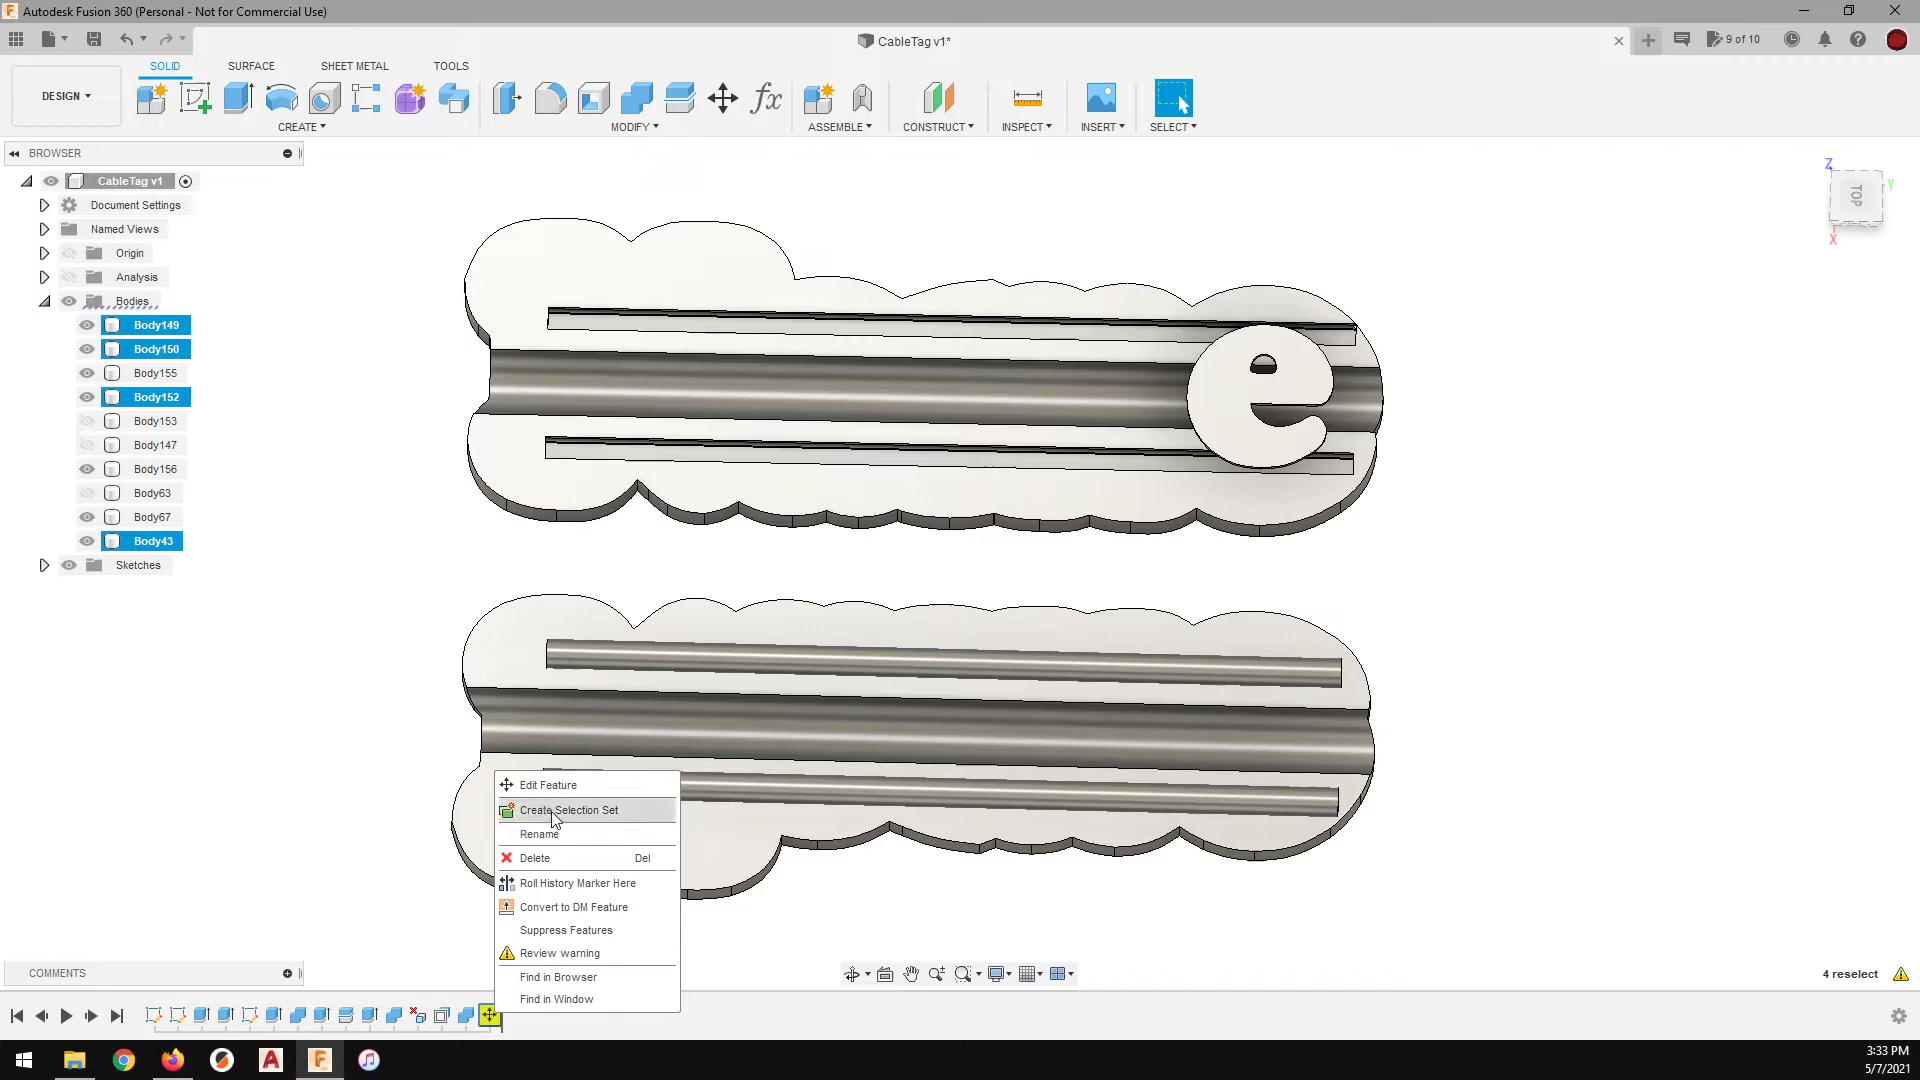 Autodesk Fusion 360 (Personal - Not for Commercial Use)
CableTag v1*
9 of 10
DESIGN
SOLID
SURFACE
SHEET METAL
TOOLS
CREATE
MODIFY
fx
ASSEMBLE
CONSTRUCT
INSPECT
INSERT
SELECT
BROWSER
CableTag v1
Document Settings
Named Views
Origin
Analysis
Bodies
Body149
Body150
Body155
Body152
Body153
Body147
Body156
Body63
Body67
Body43
Sketches
Z
Y
TOP
X
e
Edit Feature
Create Selection Set
Rename
Delete Del
Roll History Marker Here
Convert to DM Feature
Suppress Features
Review warning
Find in Browser
Find in Window
COMMENTS
4 reselect
3:33 PM
5/7/2021